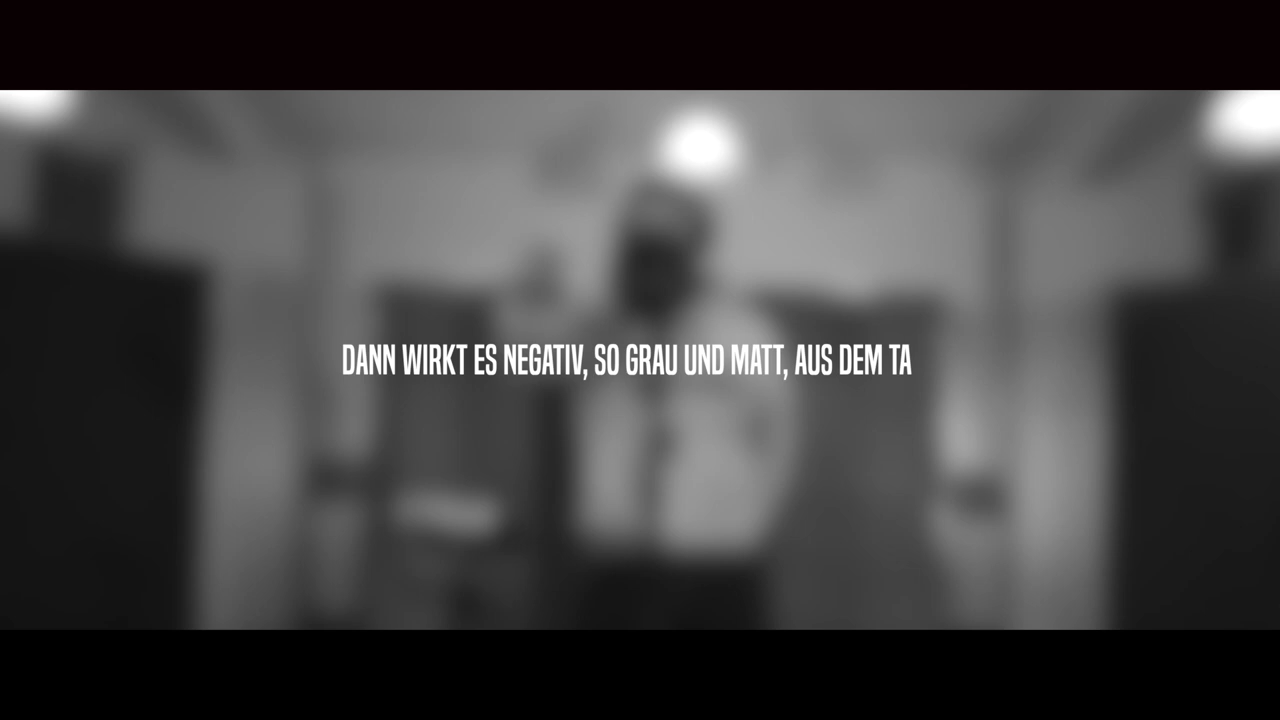 DANN WIRKT ES NEGATIV, SO GRAU UND MATT, AUS DEM TA